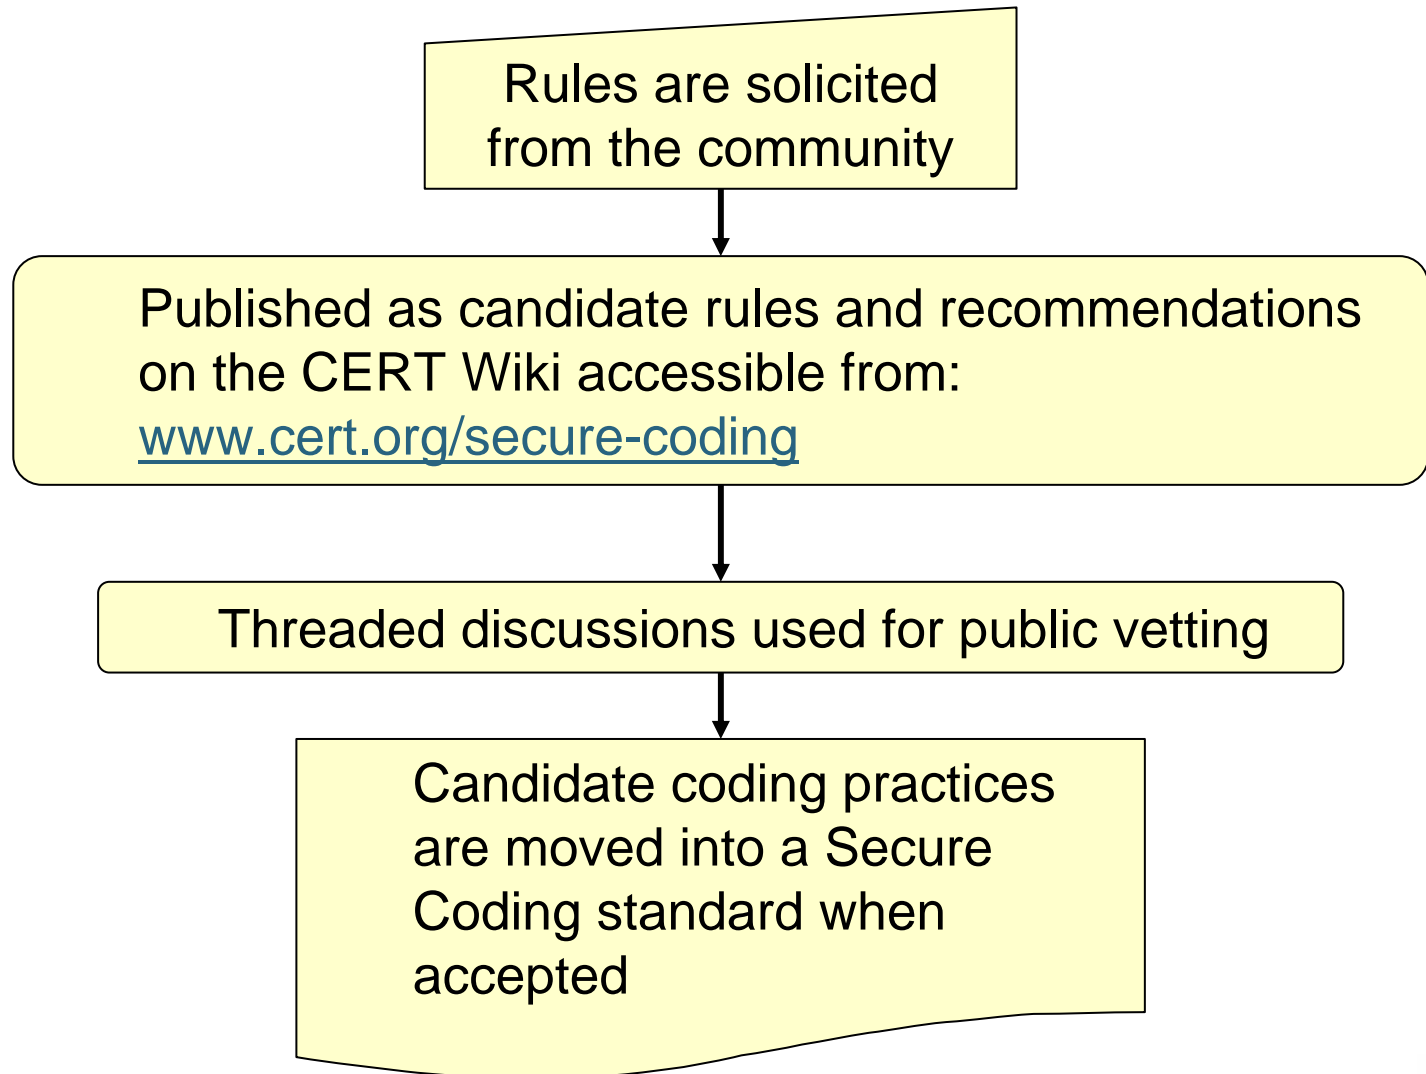 Rules are solicited
from the community
Published as candidate rules and recommendations
on the CERT Wiki accessible from:
www.cert.org/secure-coding
Threaded discussions used for public vetting
Candidate coding practices
are moved into a Secure
Coding standard when
accepted